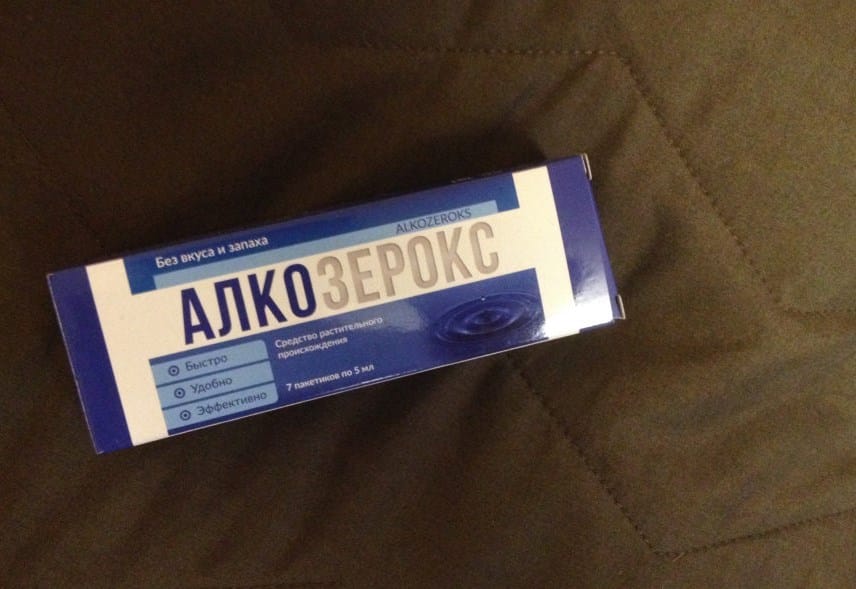 Без вкуса и запаха
ALKOZEROKS
АЛКОЗЕРОКС
Быстро
Удобно
Эффективно
Средство растительного
происхождения
7 пакетиков по 5 мл